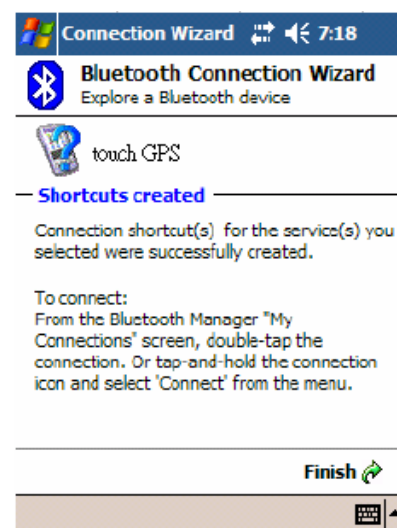 Connection Wizard 7:18
Bluetooth Connection Wizard
Explore a Bluetooth device
touch GPS
Shortcuts created
Connection shortcut(s) for the service(s) you
selected were successfully created.
To connect:
From the Bluetooth Manager "My
Connections" screen, double-tap the
connection. Or tap-and-hold the connection
icon and select 'Connect' from the menu.
Finish